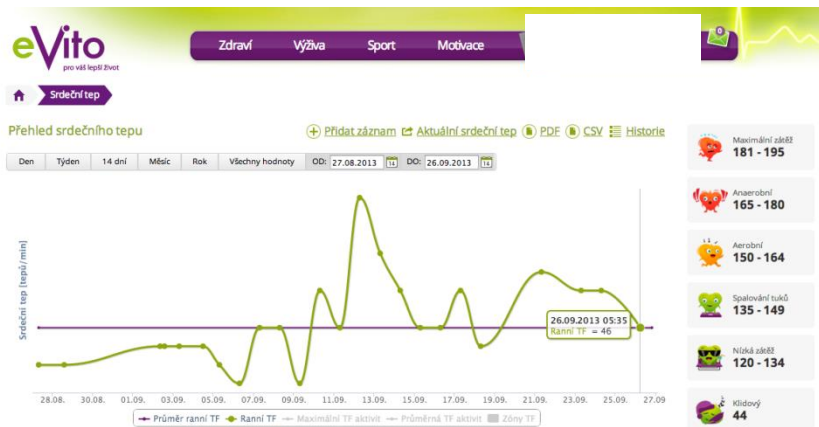 eVito
pro váš lepší život
Zdraví Výživa Sport Motivace
0
Srdeční tep
Přehled srdečního tepu
Přidat záznam Aktuální srdeční tep PDF CSV Historie
Den Týden 14 dní Měsíc Rok Všechny hodnoty OD: 27.08.2013 14 DO: 26.09.2013 14
Srdeční tep [tepů/min]
26.09.2013 05:35
Ranní TF = 46
28.08. 30.08. 01.09. 03.09. 05.09. 07.09. 09.09. 11.09. 13.09. 15.09. 17.09. 19.09. 21.09. 23.09. 25.09. 27.09
Průměr ranní TF Ranní TF Maximální TF aktivit Průměrná TF aktivit Zóny TF
Maximální zátěž
181 - 195
Anaerobní
165 - 180
Aerobní
150 - 164
Spalování tuků
135 - 149
Nízká zátěž
120 - 134
Klidový
44